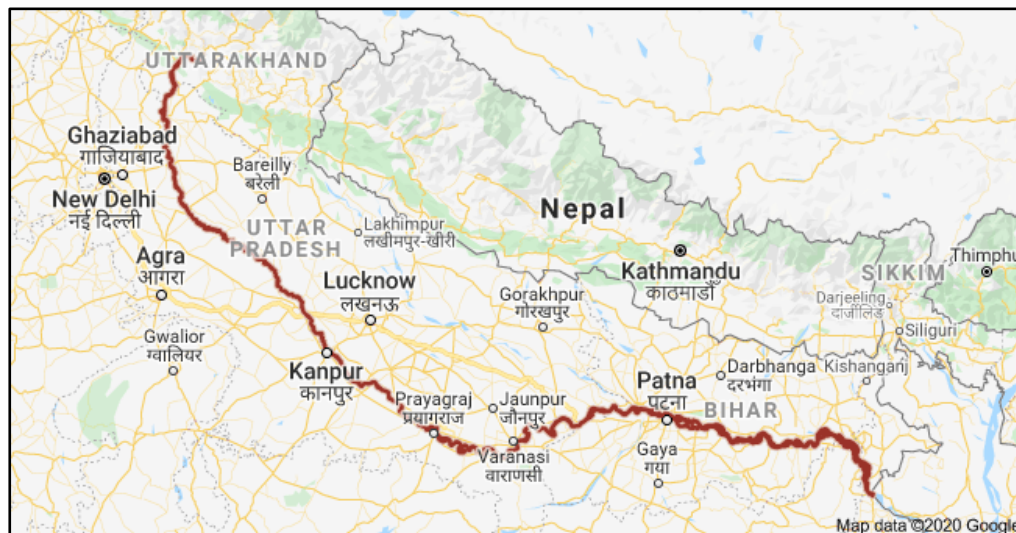 UTTARAKHAND
Ghaziabad
गाजियाबाद
New Delhi
नई दिल्ली
Bareilly
बरेली
UTTAR
PRADESH
Lakhimpur
लखीमपुर-खीरी
Nepal
Kathmandu
काठमाडौँ
Thimphu
SIKKIM
Darjeeling
दार्जीलिङ
Siliguri
Agra
आगरा
Lucknow
लखनऊ
Gorakhpur
गोरखपुर
Gwalior
ग्वालियर
Kanpur
कानपुर
Prayagraj
प्रयागराज
Jaunpur
जौनपुर
Varanasi
वाराणसी
Patna
पटना
Darbhanga
दरभंगा
Kishanganj
BIHAR
Gaya
गया
Map data ©2020 Google